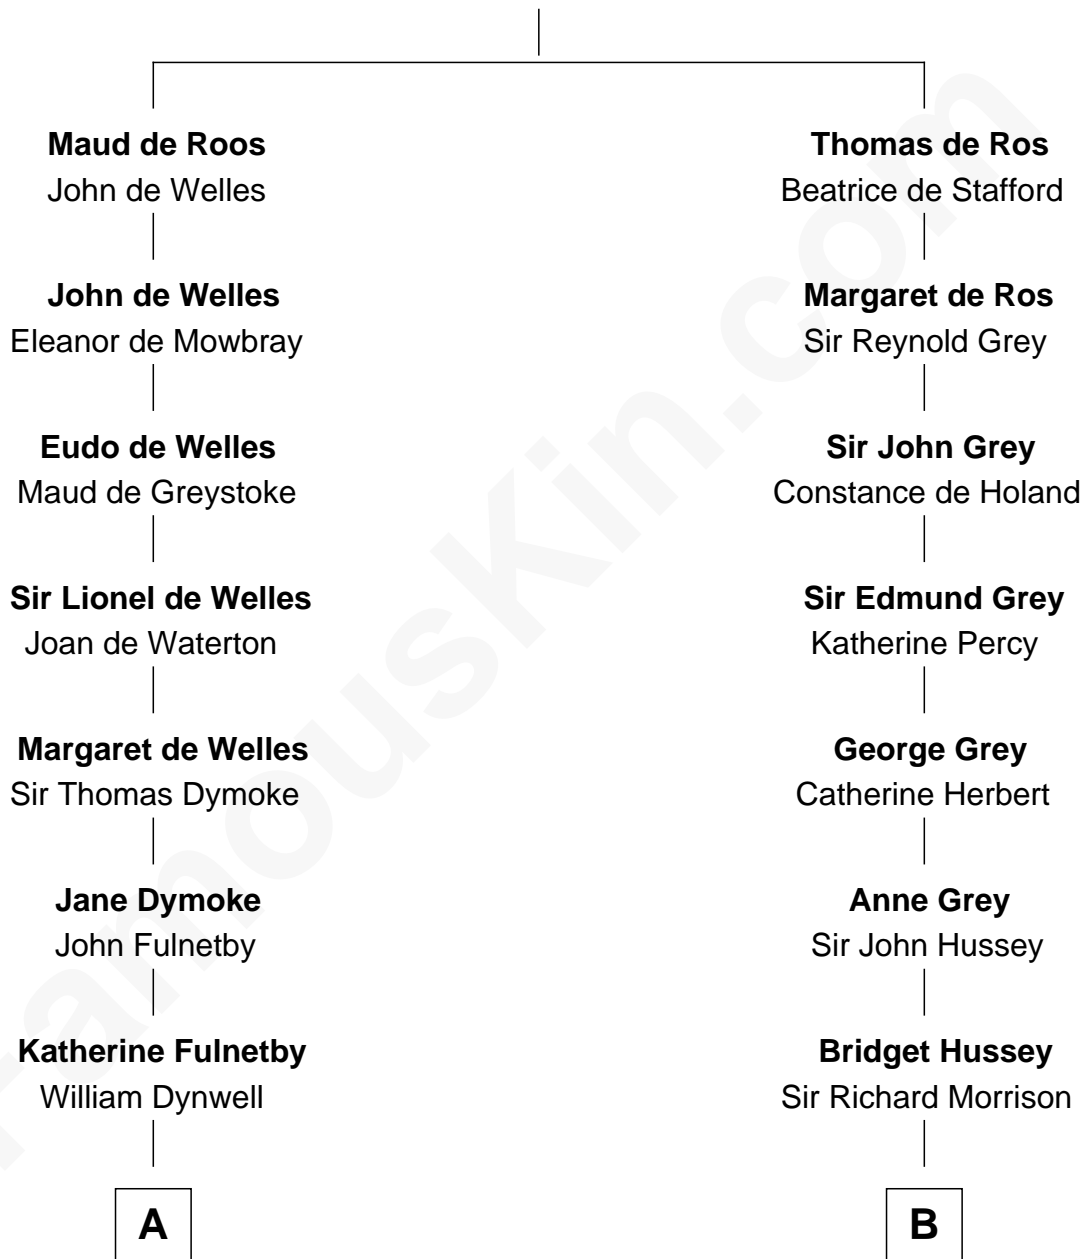 Maud de Roos
John de Welles
John de Welles
Eleanor de Mowbray
Eudo de Welles
Maud de Greystoke
Sir Lionel de Welles
Joan de Waterton
Margaret de Welles
Sir Thomas Dymoke
Jane Dymoke
John Fulnetby
Katherine Fulnetby
William Dynwell
A
Thomas de Ros
Beatrice de Stafford
Margaret de Ros
Sir Reynold Grey
Sir John Grey
Constance de Holand
Sir Edmund Grey
Katherine Percy
George Grey
Catherine Herbert
Anne Grey
Sir John Hussey
Bridget Hussey
Sir Richard Morrison
B
FamousKin.com